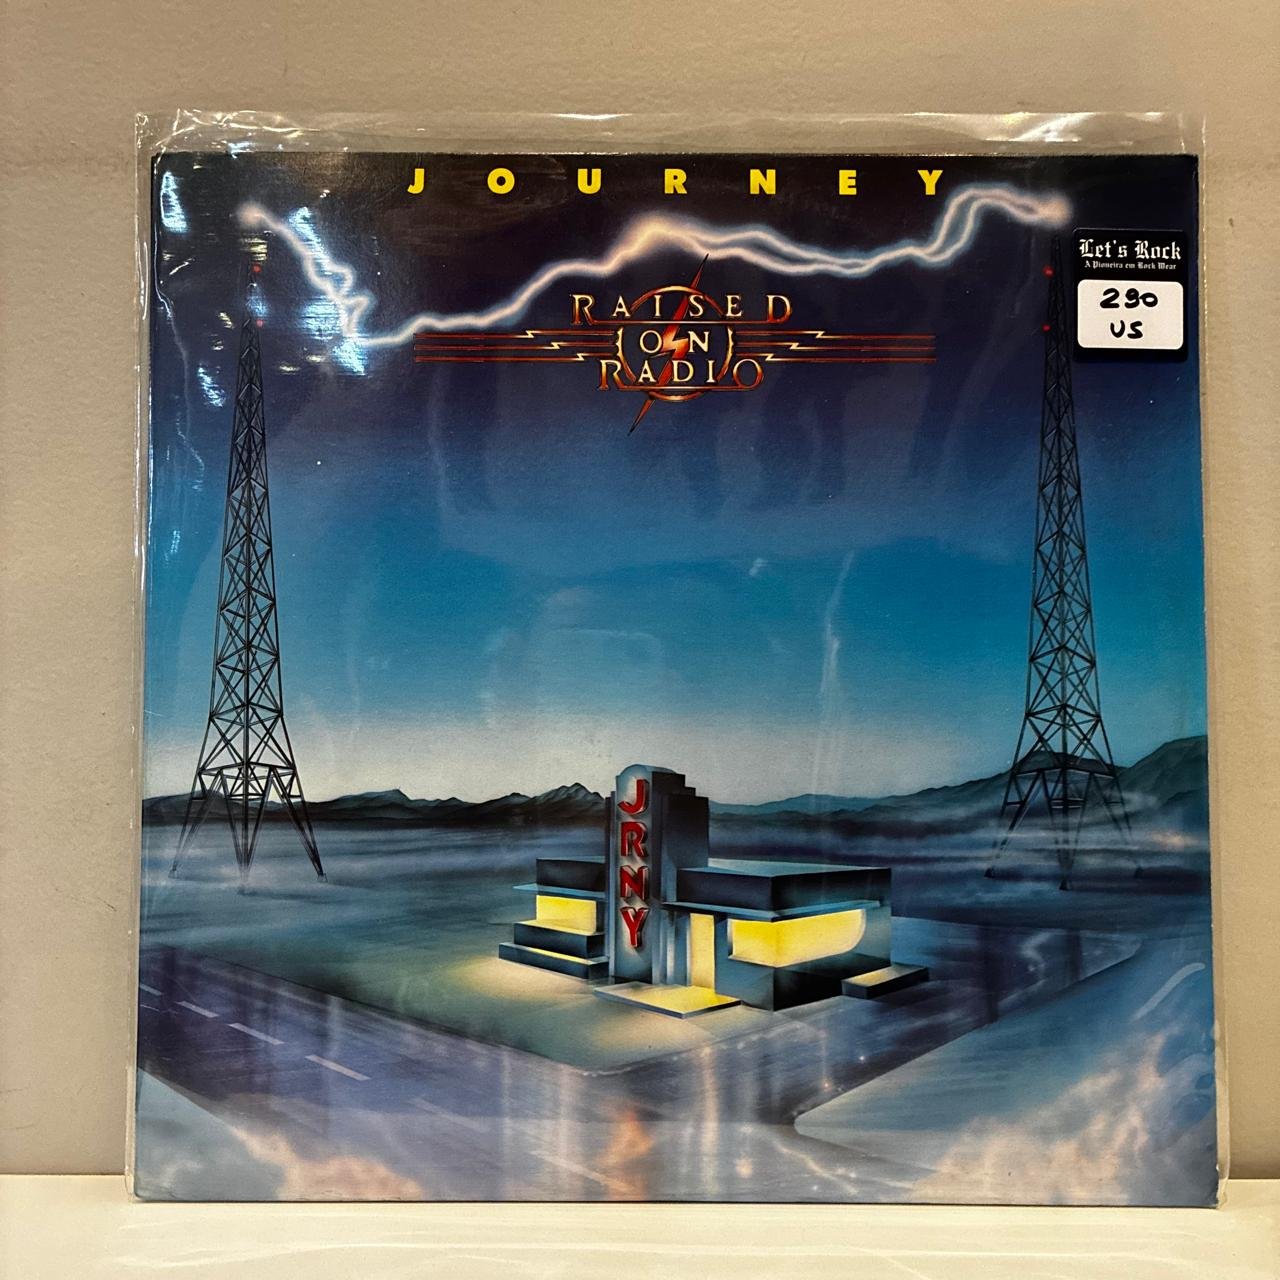 JOURNEY
RAISED
ON
RADIO
Let's Rock
A Pioneira em Rock Wear
290
US
JRNY